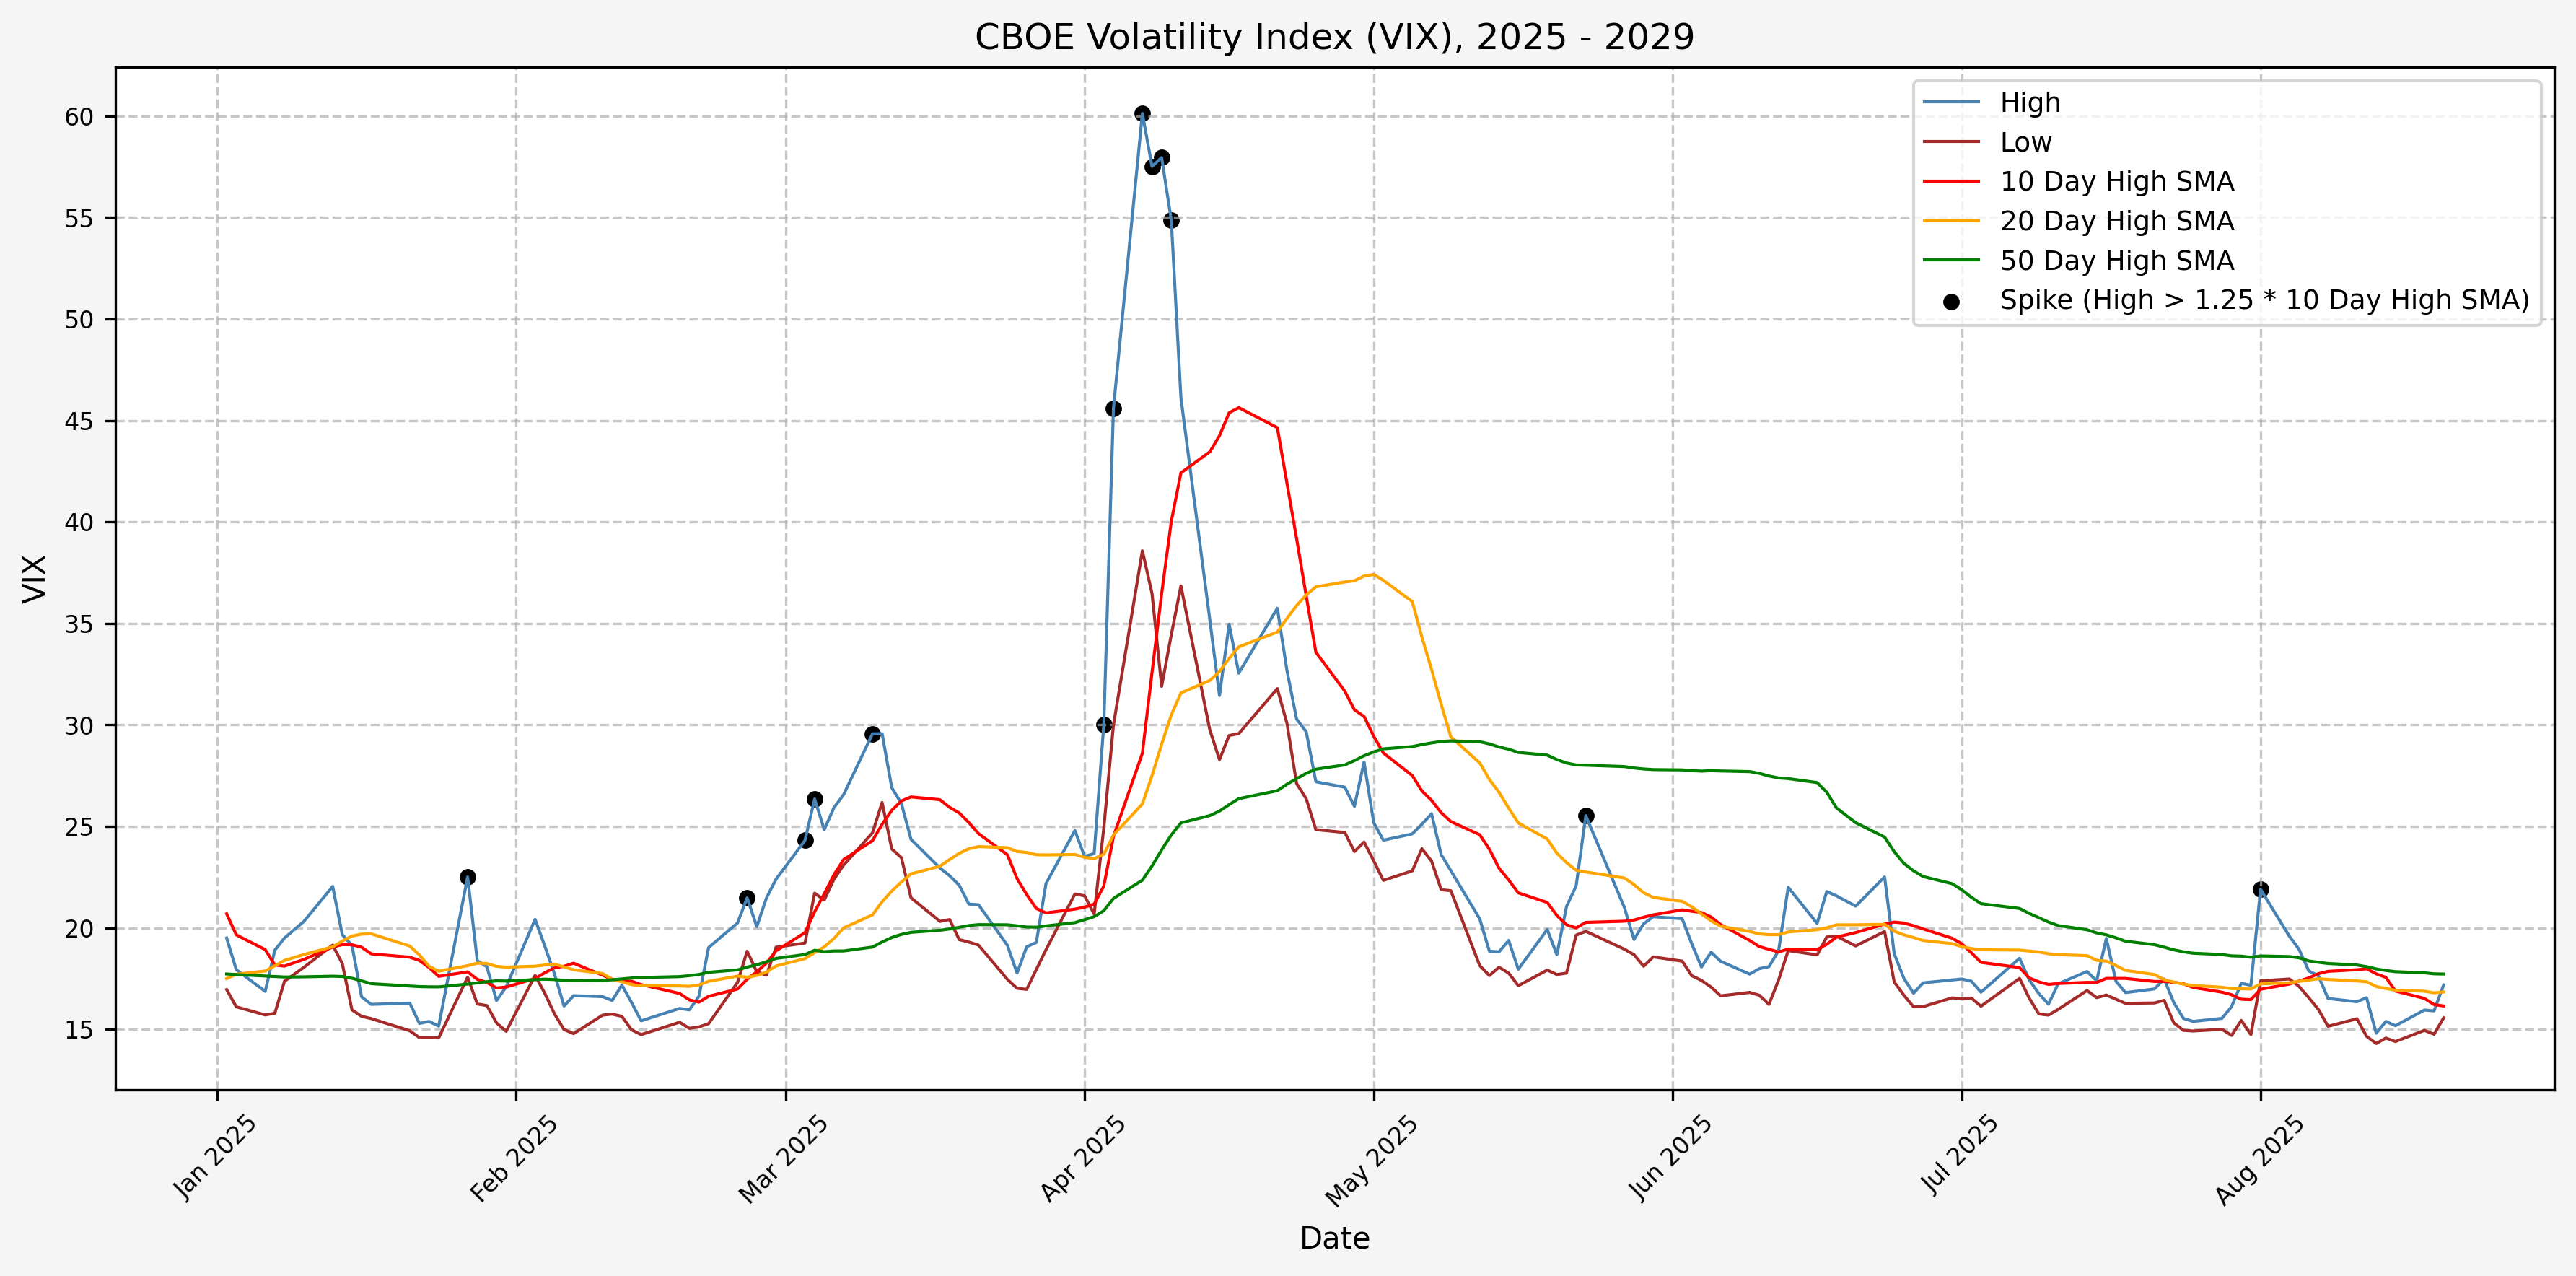 CBOE Volatility Index (VIX), 2025 - 2029
High
Low
10 Day High SMA
20 Day High SMA
50 Day High SMA
Spike (High > 1.25 * 10 Day High SMA)
VIX
60
55
50
45
40
35
30
25
20
15
Jan 2025
Feb 2025
Mar 2025
Apr 2025
May 2025
Jun 2025
Jul 2025
Aug 2025
Date